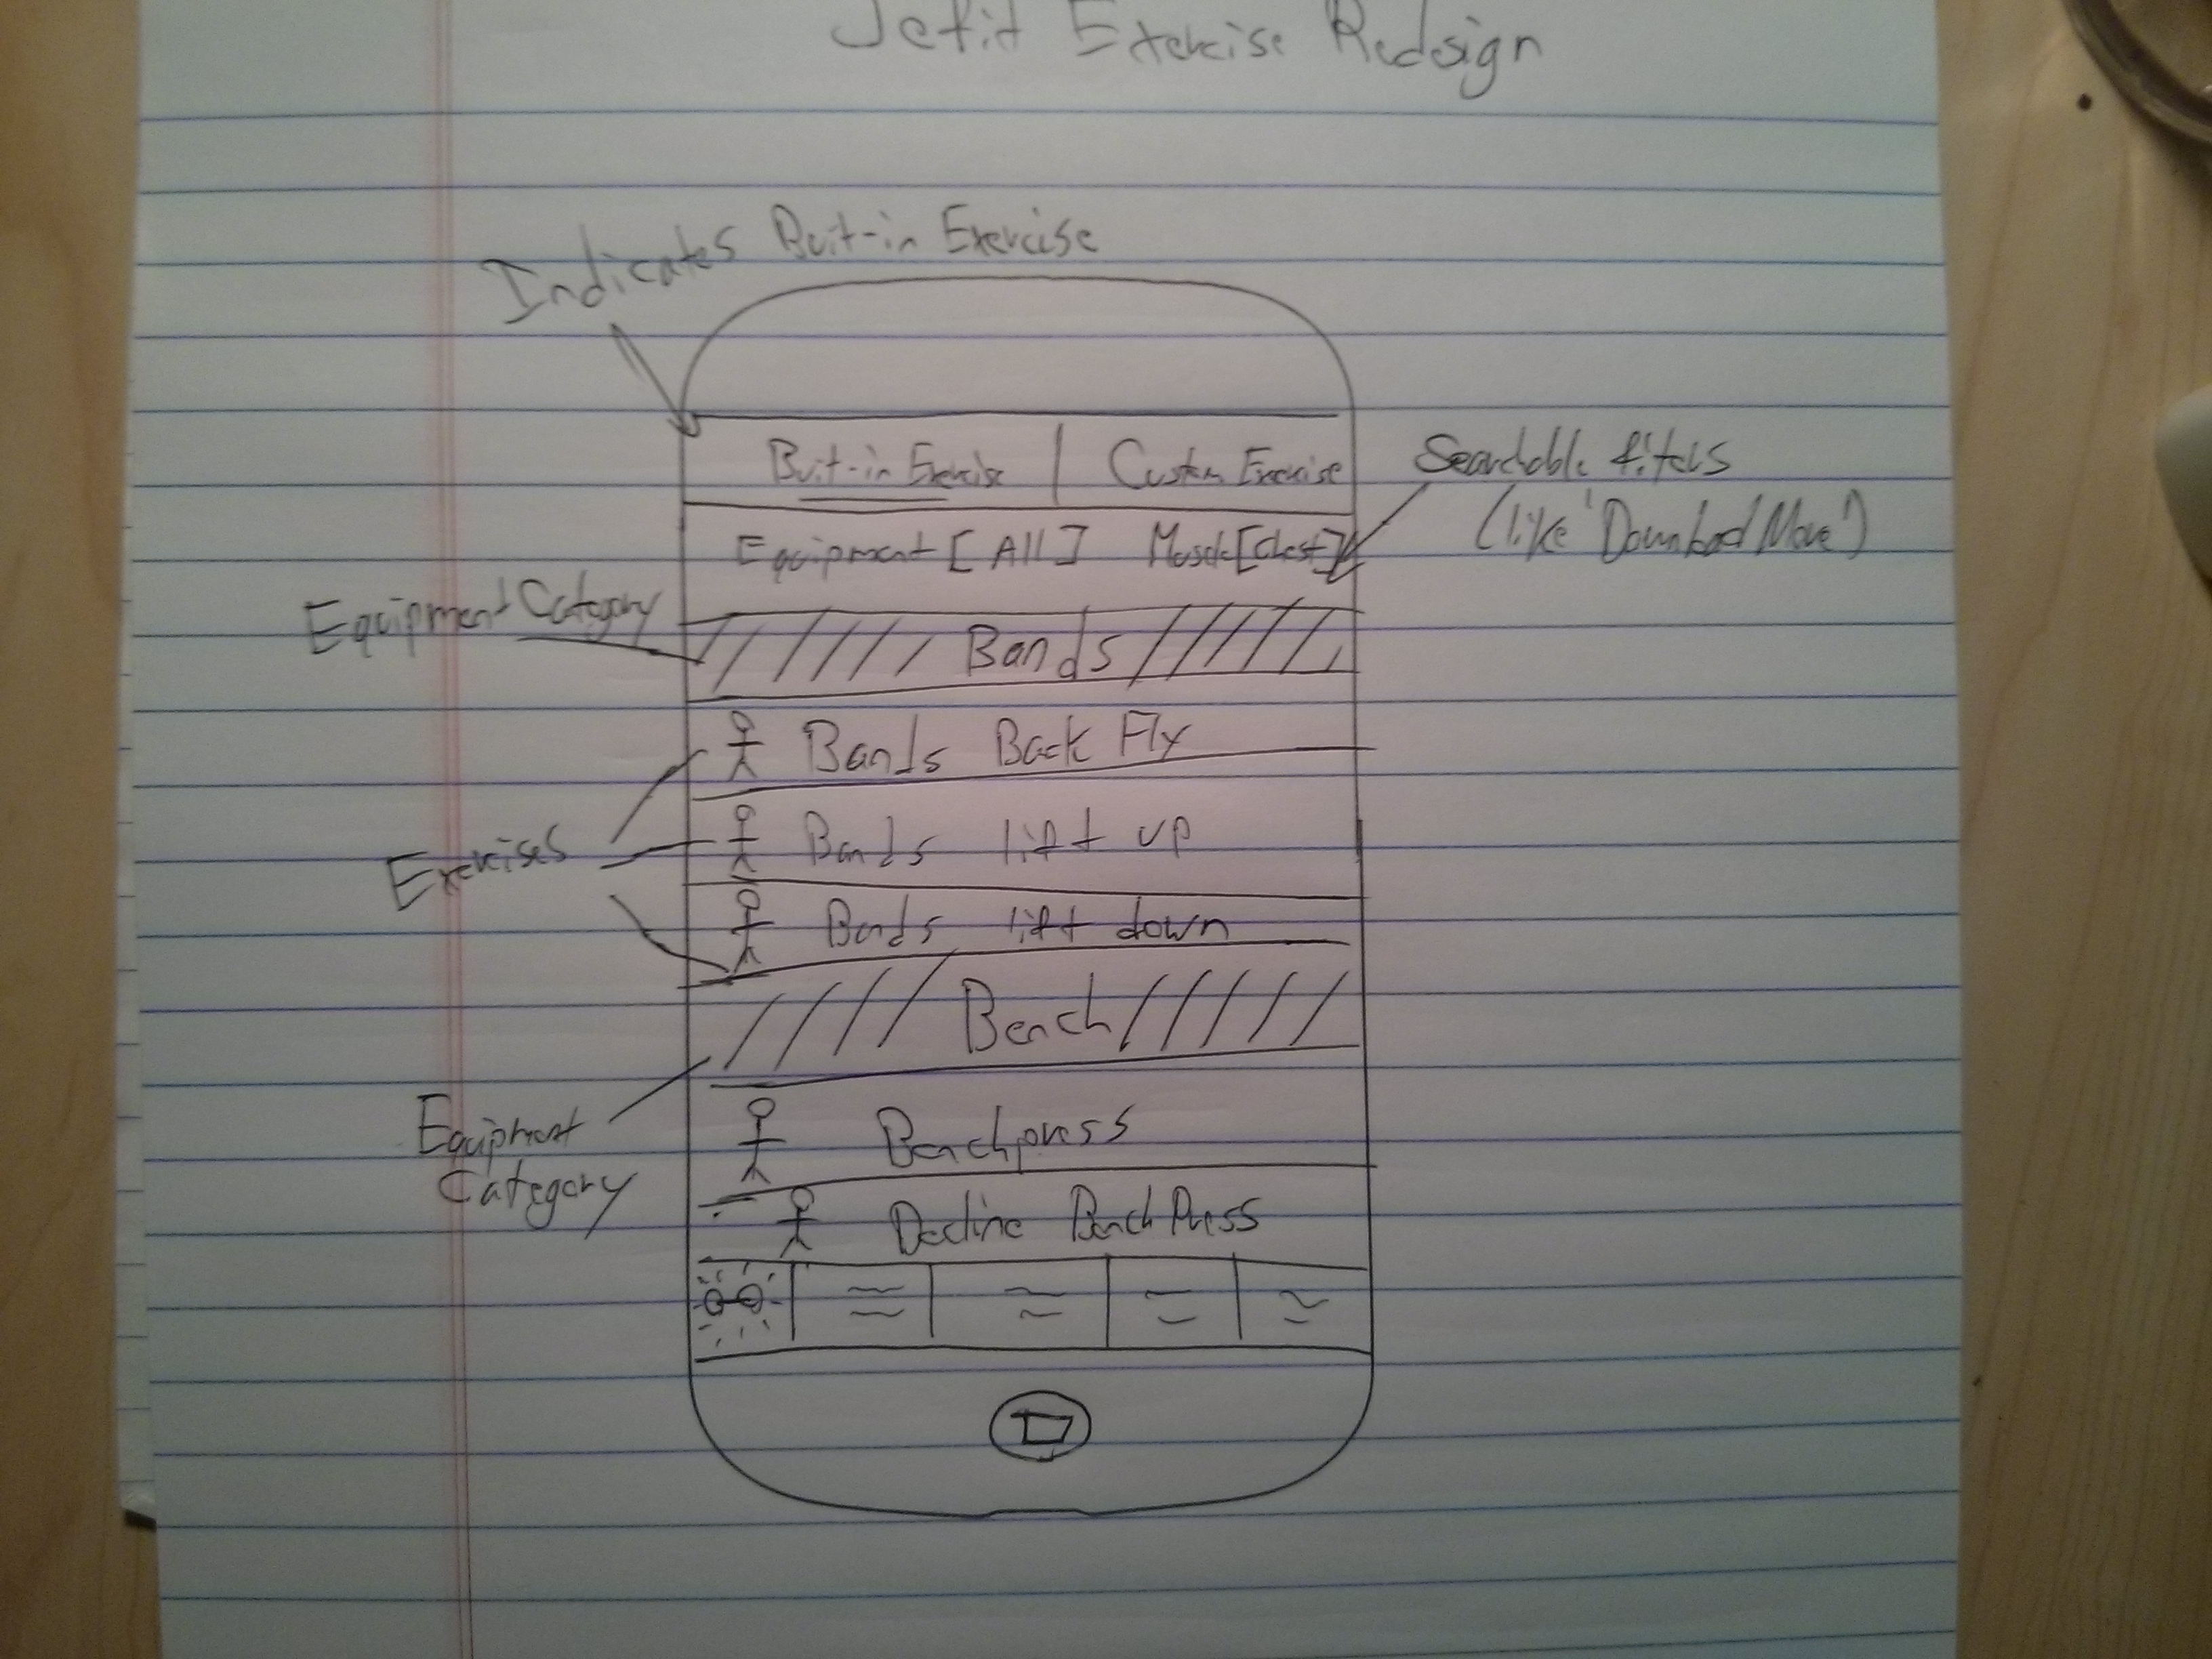 Jefit Exercise Redesign
Indicates Buit-in Exercise
Buit-in Exercise | Custom Exercise
Searchable filters
(like 'Download More')
Equipment [All] Muscle [Chest]
Equipment Category
Bands
Bands Back Fly
Bands lift up
Exercises
Bands lift down
Bench
Equipment
Category
Benchpress
Decline Bench Press